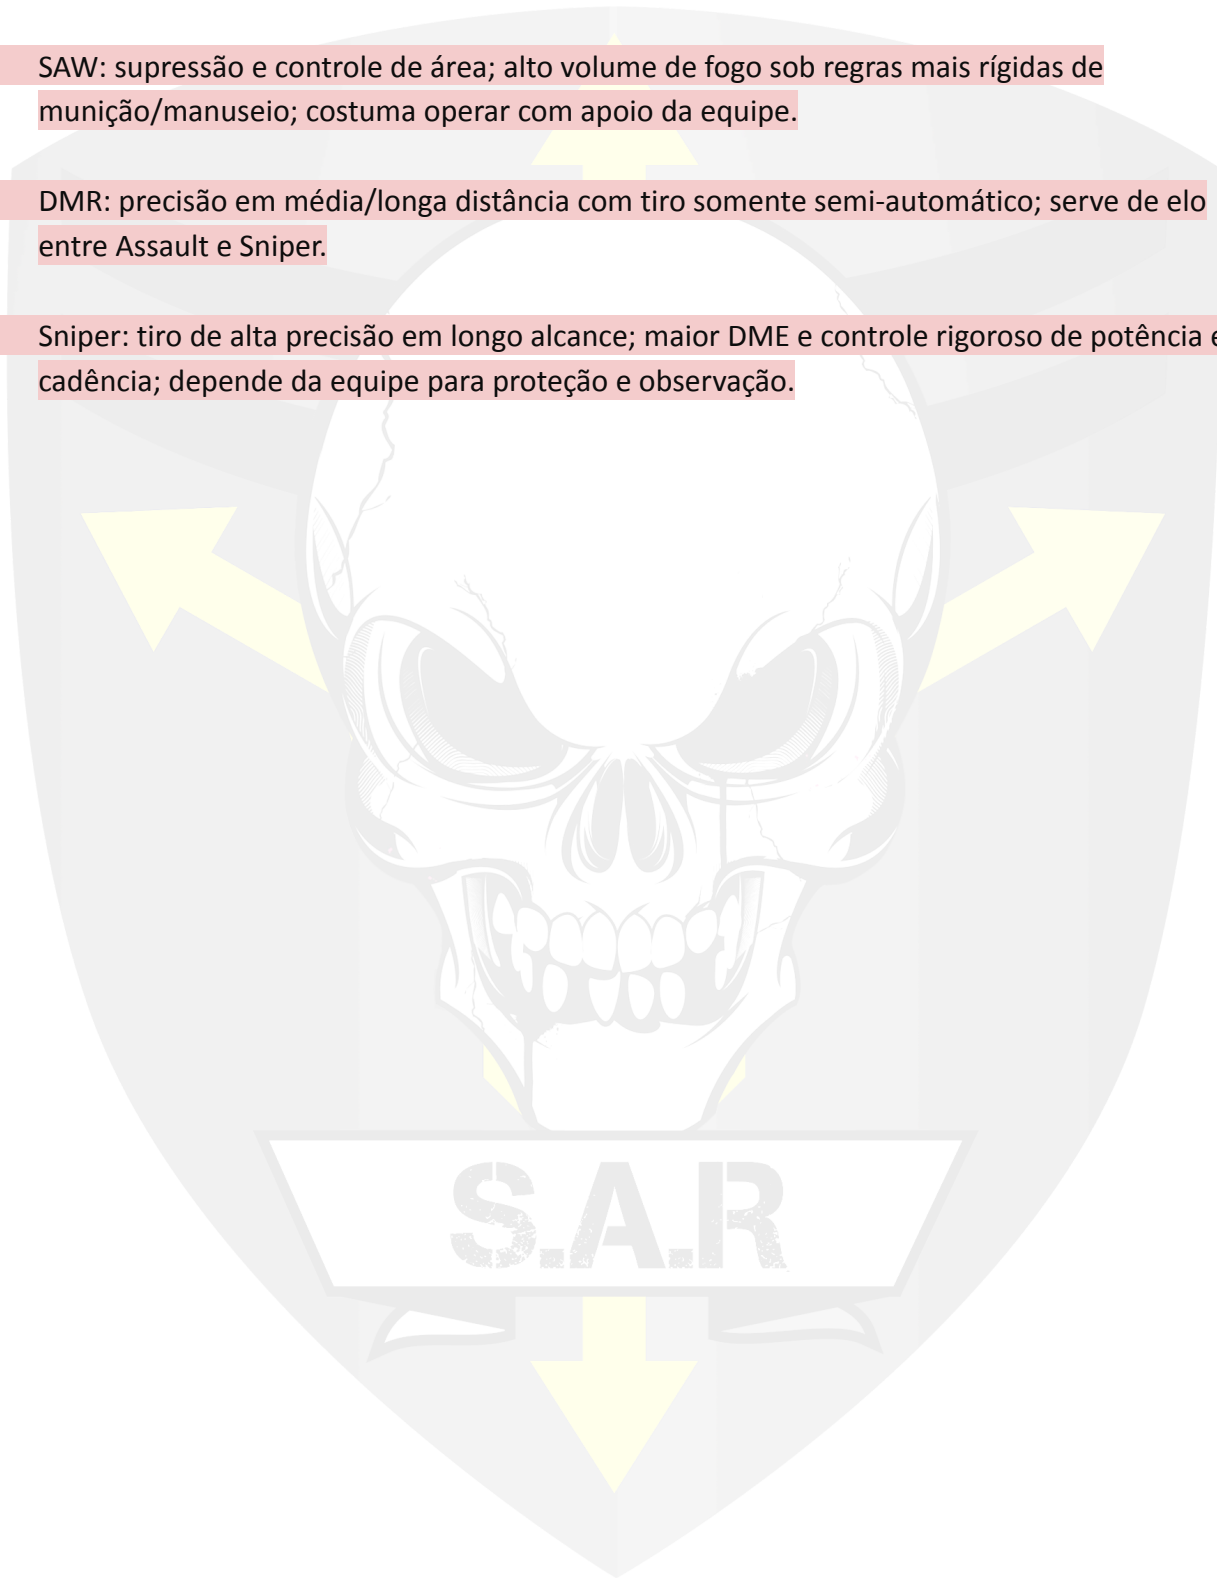 SAW: supressão e controle de área; alto volume de fogo sob regras mais rígidas de
munição/manuseio; costuma operar com apoio da equipe.
DMR: precisão em média/longa distância com tiro somente semi-automático; serve de elo
entre Assault e Sniper.
Sniper: tiro de alta precisão em longo alcance; maior DME e controle rigoroso de potência e
cadência; depende da equipe para proteção e observação.
S.A.R